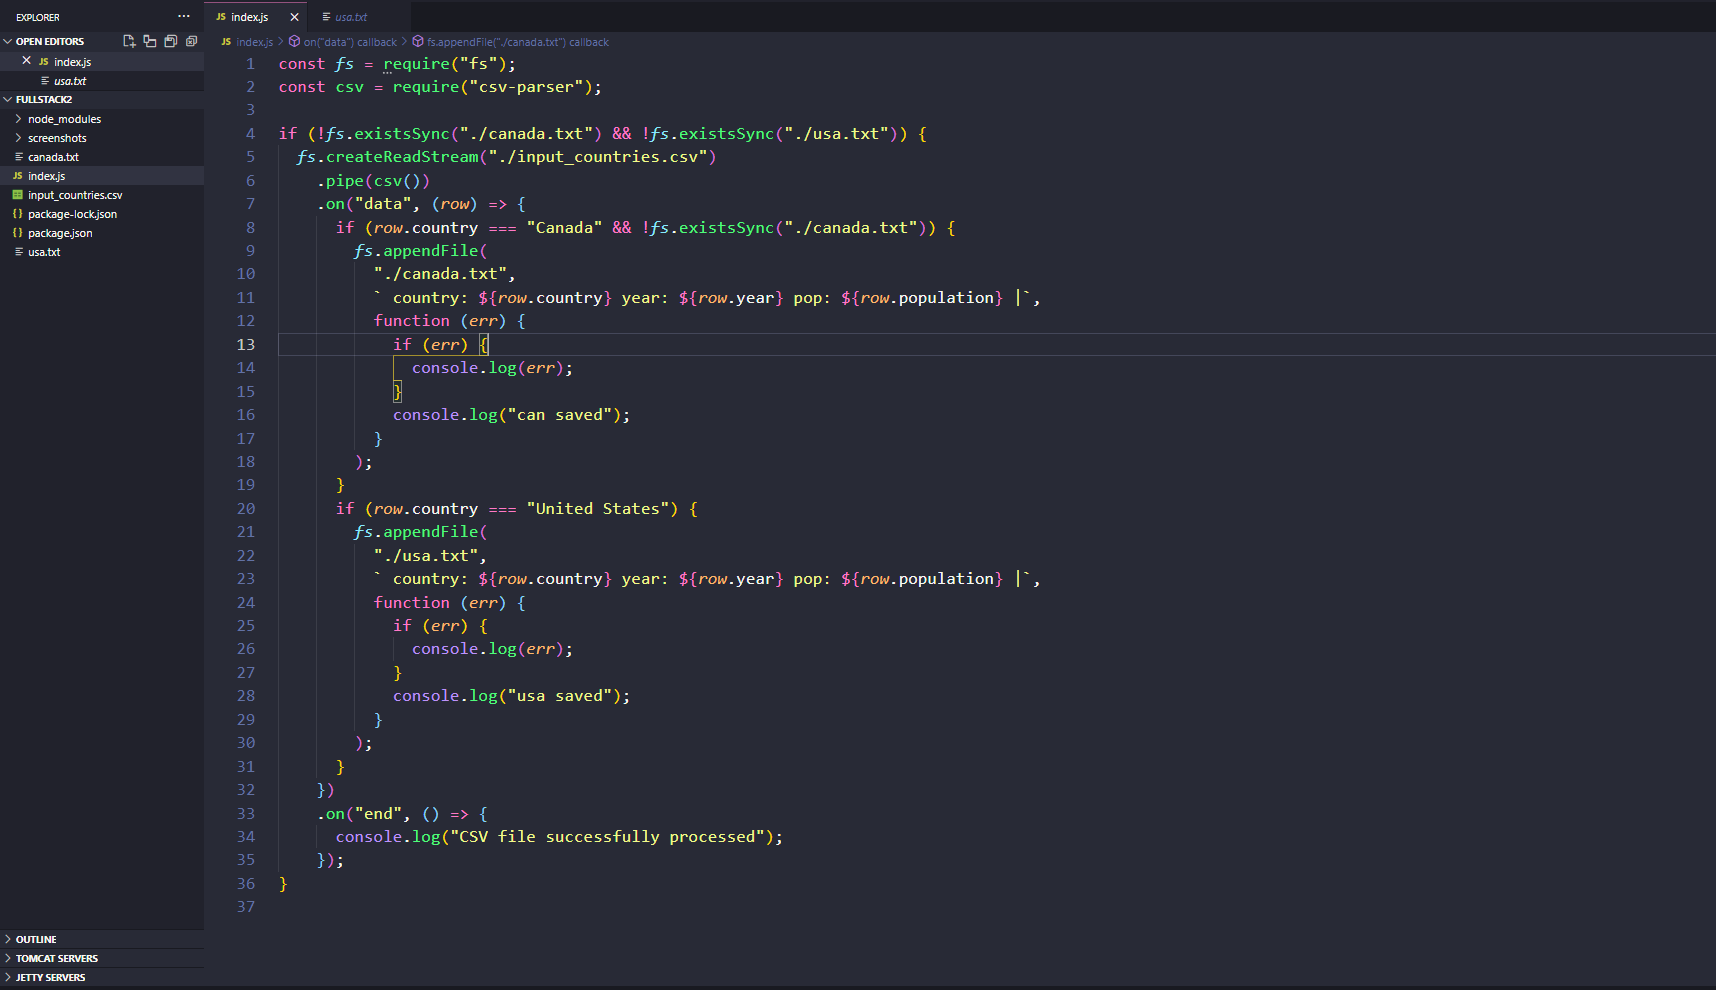 EXPLORER
OPEN EDITORS
JS index.js
usa.txt
FULLSTACK2
node_modules
screenshots
canada.txt
JS index.js
input_countries.csv
{} package-lock.json
{} package.json
usa.txt
OUTLINE
TOMCAT SERVERS
JETTY SERVERS
JS index.js
usa.txt
JS index.js > on("data") callback > fs.appendFile("./canada.txt") callback
1 const fs = require("fs");
2 const csv = require("csv-parser");
3
4 if (!fs.existsSync("./canada.txt") && !fs.existsSync("./usa.txt")) {
5   fs.createReadStream("./input_countries.csv")
6     .pipe(csv())
7     .on("data", (row) => {
8       if (row.country === "Canada" && !fs.existsSync("./canada.txt")) {
9         fs.appendFile(
10           "./canada.txt",
11           ` country: ${row.country} year: ${row.year} pop: ${row.population} |`,
12           function (err) {
13             if (err) {
14               console.log(err);
15             }
16             console.log("can saved");
17           }
18         );
19       }
20       if (row.country === "United States") {
21         fs.appendFile(
22           "./usa.txt",
23           ` country: ${row.country} year: ${row.year} pop: ${row.population} |`,
24           function (err) {
25             if (err) {
26               console.log(err);
27             }
28             console.log("usa saved");
29           }
30         );
31       }
32     })
33     .on("end", () => {
34       console.log("CSV file successfully processed");
35     });
36 }
37